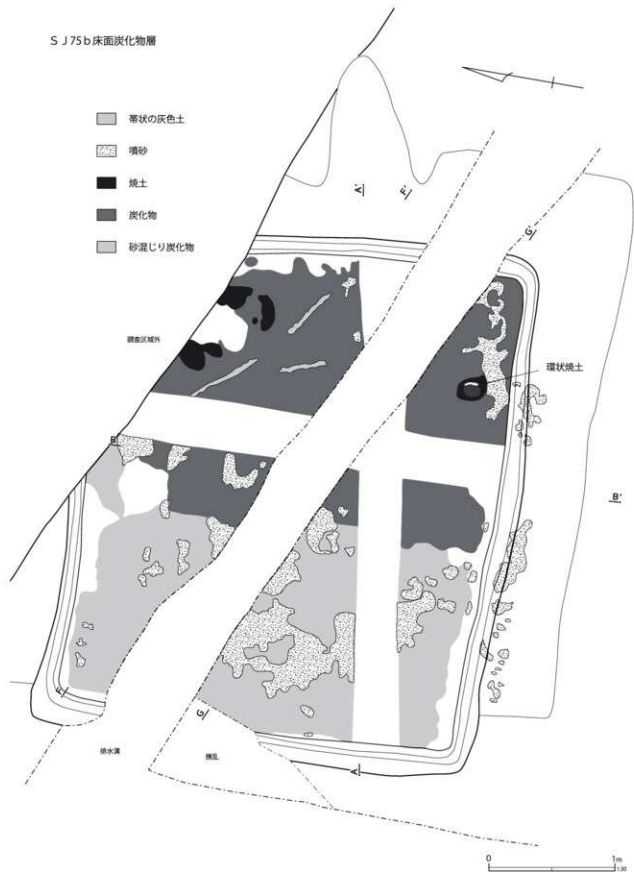 SJ75b床面炭化物層
帯状の灰色土
噴砂
焼土
炭化物
砂混じり炭化物
A'
F'
G'
調査区域外
環状焼土
B
B'
F
G
排水溝
撹乱
A
0 1m
1:30